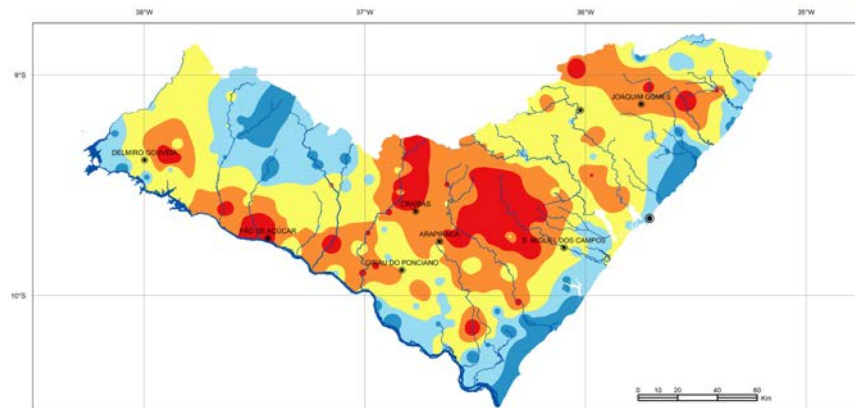 38°W 37°W 36°W 35°W
9°S
JOAQUIM GOMES
DELMIRO GOUVEIA
CRAÍBAS
PÃO DE AÇÚCAR
ARAPIRACA
S. MIGUEL DOS CAMPOS
GIRAU DO PONCIANO
10°S
0 10 20 40 60
Km